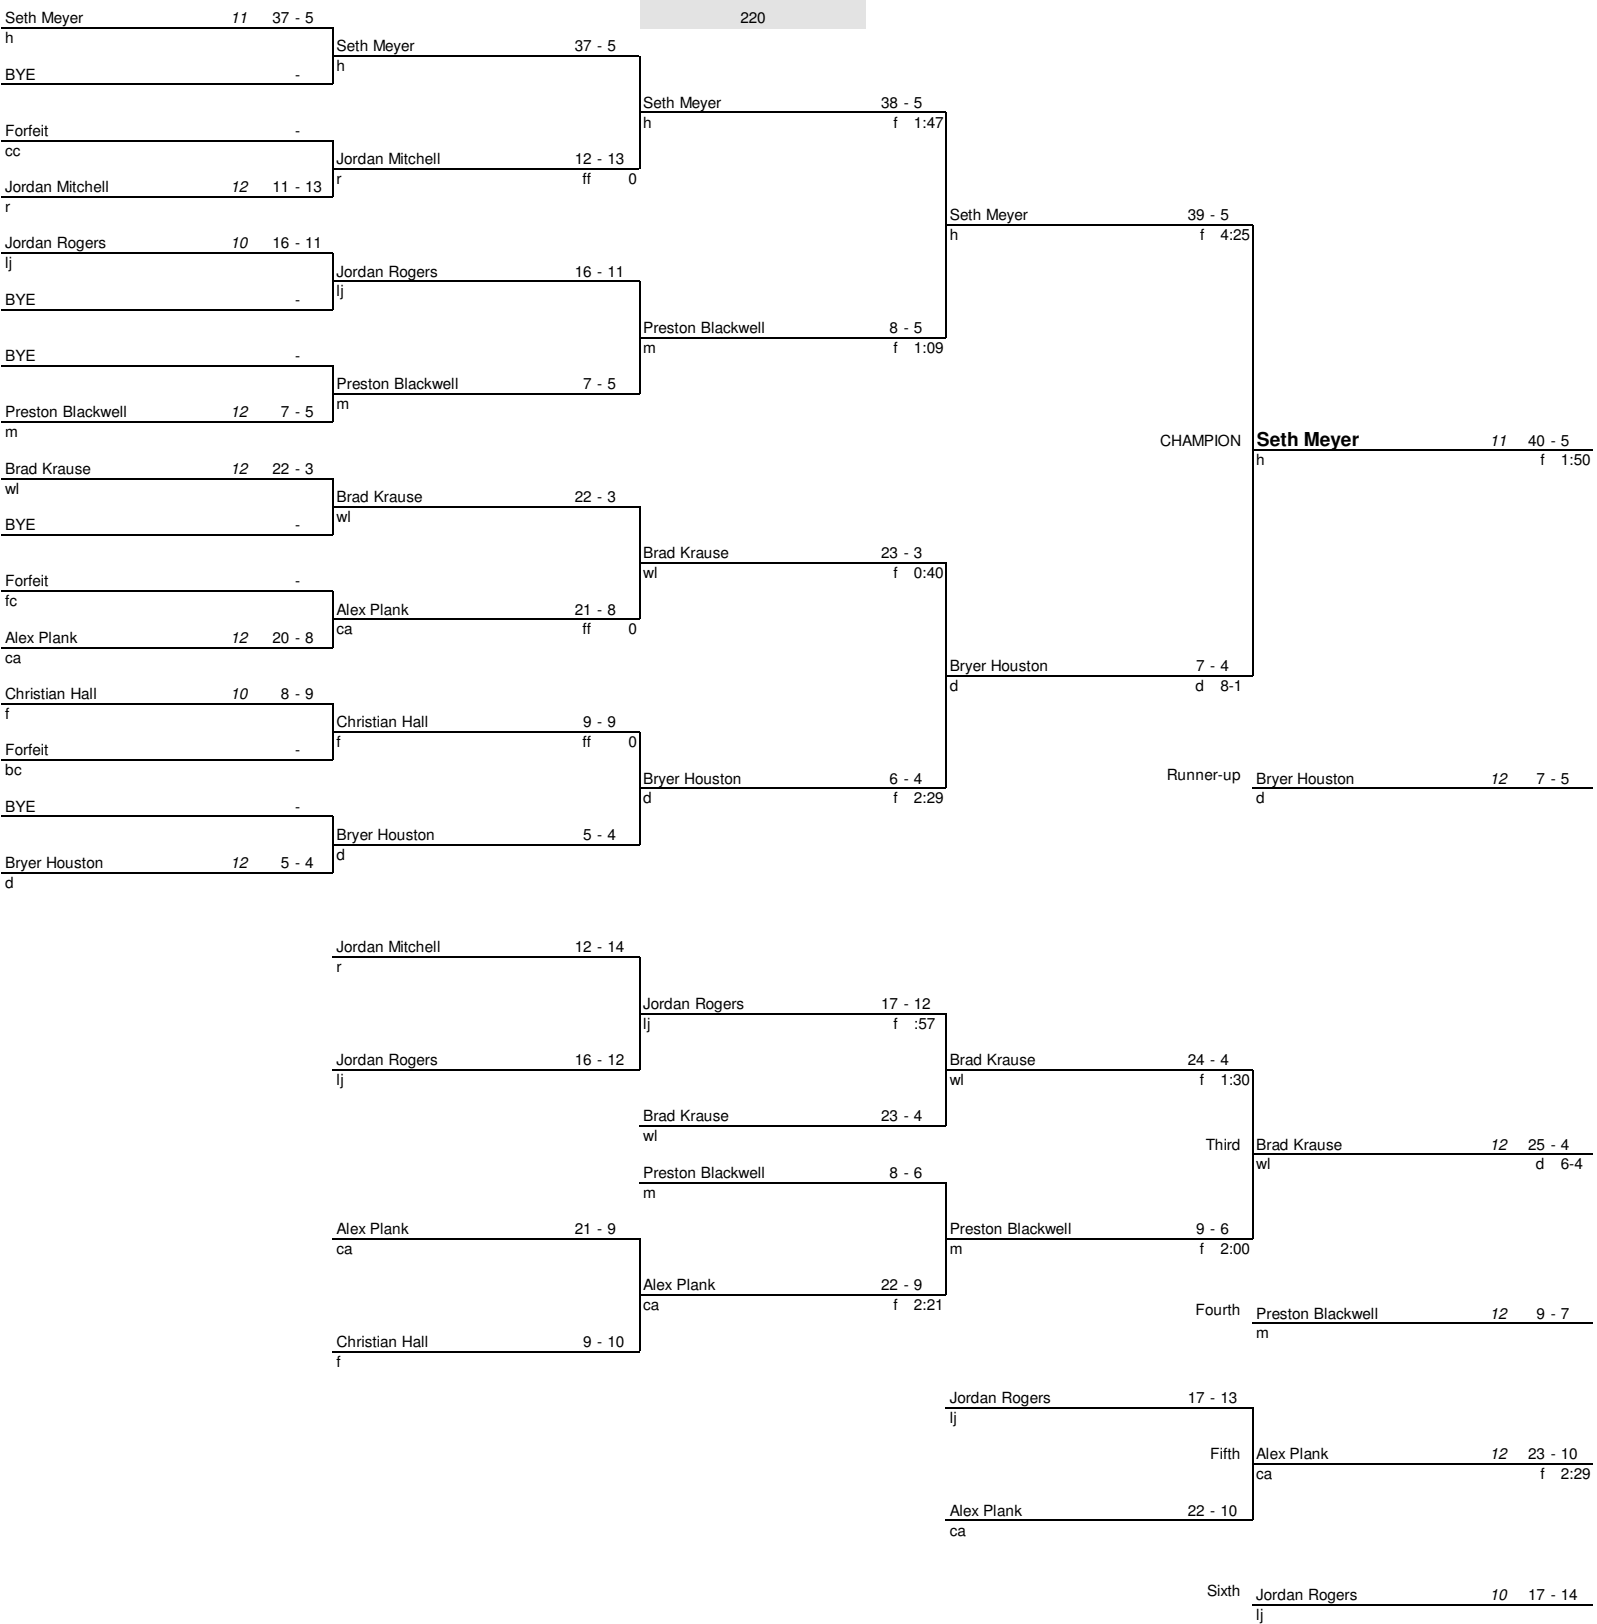 220
Seth Meyer 11 37 - 5
h
BYE -
Forfeit -
cc
Jordan Mitchell 12 11 - 13
r
Jordan Rogers 10 16 - 11
lj
BYE -
BYE -
Preston Blackwell 12 7 - 5
m
Brad Krause 12 22 - 3
wl
BYE -
Forfeit -
fc
Alex Plank 12 20 - 8
ca
Christian Hall 10 8 - 9
f
Forfeit -
bc
BYE -
Bryer Houston 12 5 - 4
d
Seth Meyer 37 - 5
h
Jordan Mitchell 12 - 13
r ff 0
Jordan Rogers 16 - 11
lj
Preston Blackwell 7 - 5
m
Brad Krause 22 - 3
wl
Alex Plank 21 - 8
ca ff 0
Christian Hall 9 - 9
f ff 0
Bryer Houston 5 - 4
d
Seth Meyer 38 - 5
h f 1:47
Preston Blackwell 8 - 5
m f 1:09
Brad Krause 23 - 3
wl f 0:40
Bryer Houston 6 - 4
d f 2:29
Seth Meyer 39 - 5
h f 4:25
Bryer Houston 7 - 4
d d 8-1
CHAMPION Seth Meyer 11 40 - 5
h f 1:50
Runner-up Bryer Houston 12 7 - 5
d
Jordan Mitchell 12 - 14
r
Jordan Rogers 16 - 12
lj
Alex Plank 21 - 9
ca
Christian Hall 9 - 10
f
Jordan Rogers 17 - 12
lj f :57
Brad Krause 23 - 4
wl
Preston Blackwell 8 - 6
m
Alex Plank 22 - 9
ca f 2:21
Brad Krause 24 - 4
wl f 1:30
Preston Blackwell 9 - 6
m f 2:00
Third Brad Krause 12 25 - 4
wl d 6-4
Fourth Preston Blackwell 12 9 - 7
m
Jordan Rogers 17 - 13
lj
Alex Plank 22 - 10
ca
Fifth Alex Plank 12 23 - 10
ca f 2:29
Sixth Jordan Rogers 10 17 - 14
lj